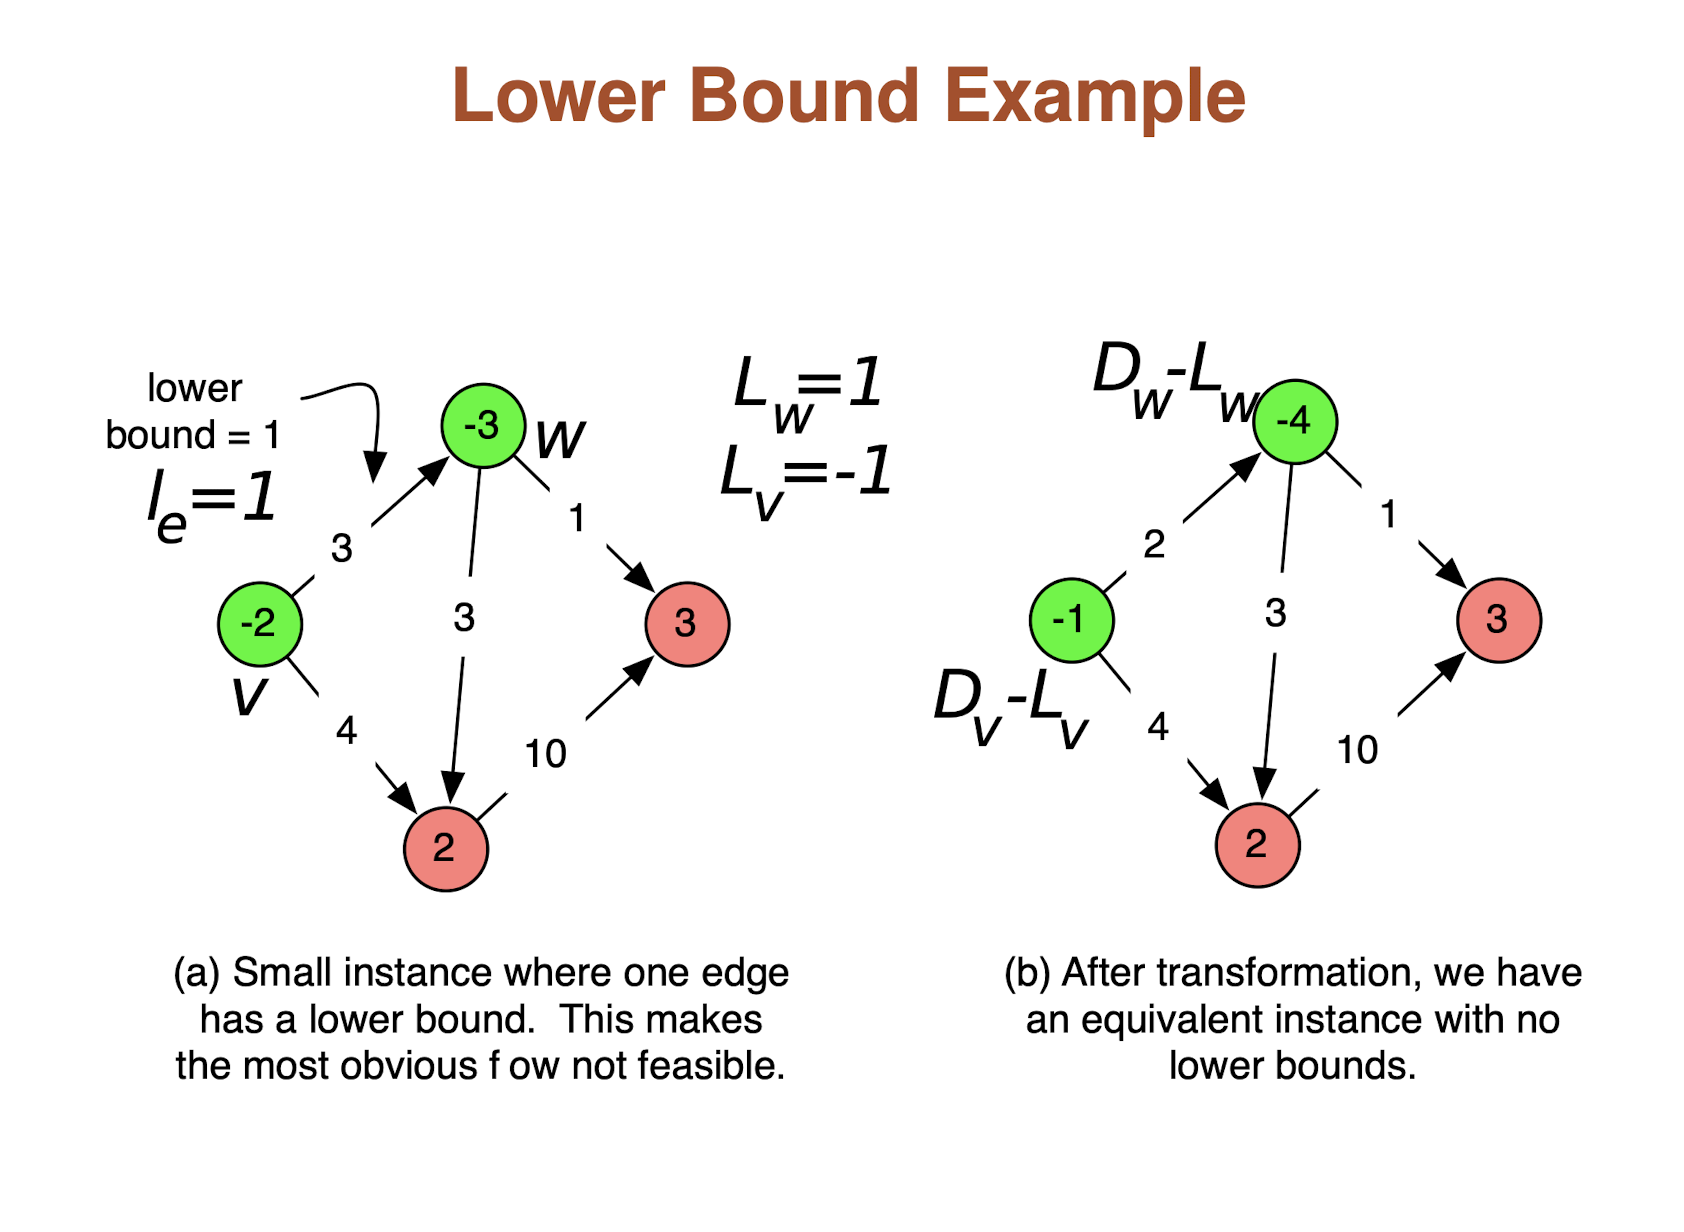 Lower Bound Example
lower
bound = 1
l_e=1
-3
w
3
1
-2
v
3
3
4
10
2
L_w=1
L_v=-1
D_w-L_w
-4
2
1
-1
D_v-L_v
3
3
4
10
2
(a) Small instance where one edge
has a lower bound. This makes
the most obvious f ow not feasible.
(b) After transformation, we have
an equivalent instance with no
lower bounds.